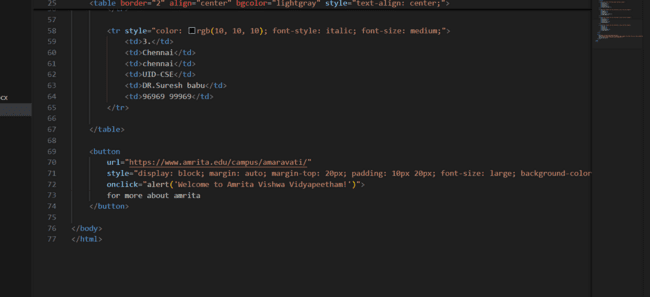 25 <table border="2" align="center" bgcolor="lightgray" style="text-align: center;">
57
58 <tr style="color: rgb(10, 10, 10); font-style: italic; font-size: medium;">
59 <td>3.</td>
60 <td>Chennai</td>
61 <td>chennai</td>
62 <td>UID-CSE</td>
63 <td>DR.Suresh babu</td>
64 <td>96969 99969</td>
65 </tr>
66
67 </table>
68
69 <button
70 url="https://www.amrita.edu/campus/amaravati/"
71 style="display: block; margin: auto; margin-top: 20px; padding: 10px 20px; font-size: large; background-color
72 onclick="alert('Welcome to Amrita Vishwa Vidyapeetham!')">
73 for more about amrita
74 </button>
75
76 </body>
77 </html>